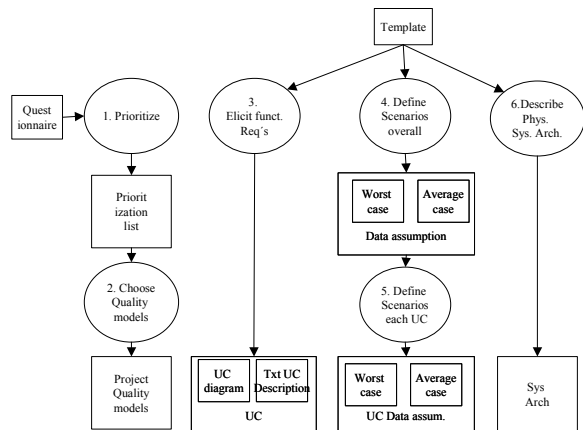 Template
Quest
ionnaire
1. Prioritize
3.
Elicit funct.
Req´s
4. Define
Scenarios
overall
6.Describe
Phys.
Sys. Arch.
Priorit
ization
list
Worst
case
Average
case
Data assumption
2. Choose
Quality
models
5. Define
Scenarios
each UC
Project
Quality
models
UC
diagram
Txt UC
Description
UC
Worst
case
Average
case
UC Data assum.
Sys
Arch